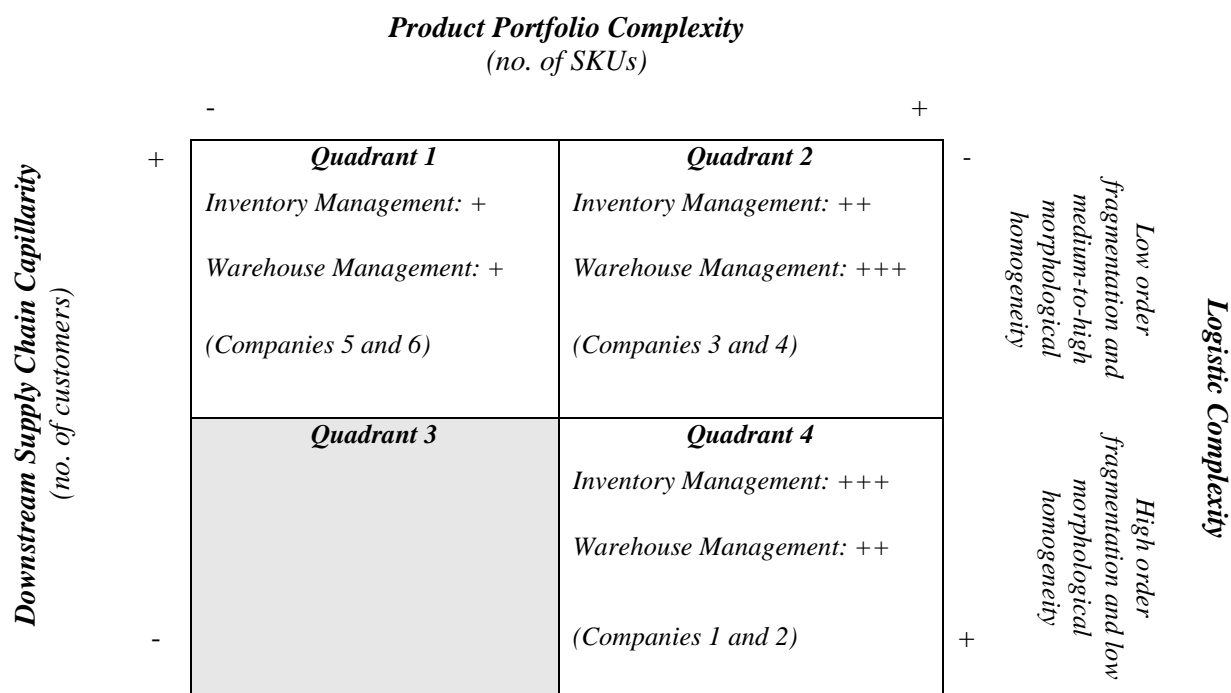 Product Portfolio Complexity
(no. of SKUs)
-
+
Downstream Supply Chain Capillarity
(no. of customers)
+
-
Quadrant 1
Inventory Management: +
Warehouse Management: +
(Companies 5 and 6)
Quadrant 2
Inventory Management: ++
Warehouse Management: +++
(Companies 3 and 4)
Quadrant 3
Quadrant 4
Inventory Management: +++
Warehouse Management: ++
(Companies 1 and 2)
-
+
Low order
fragmentation and
medium-to-high
morphological
homogeneity
High order
fragmentation and low
morphological
homogeneity
Logistic Complexity